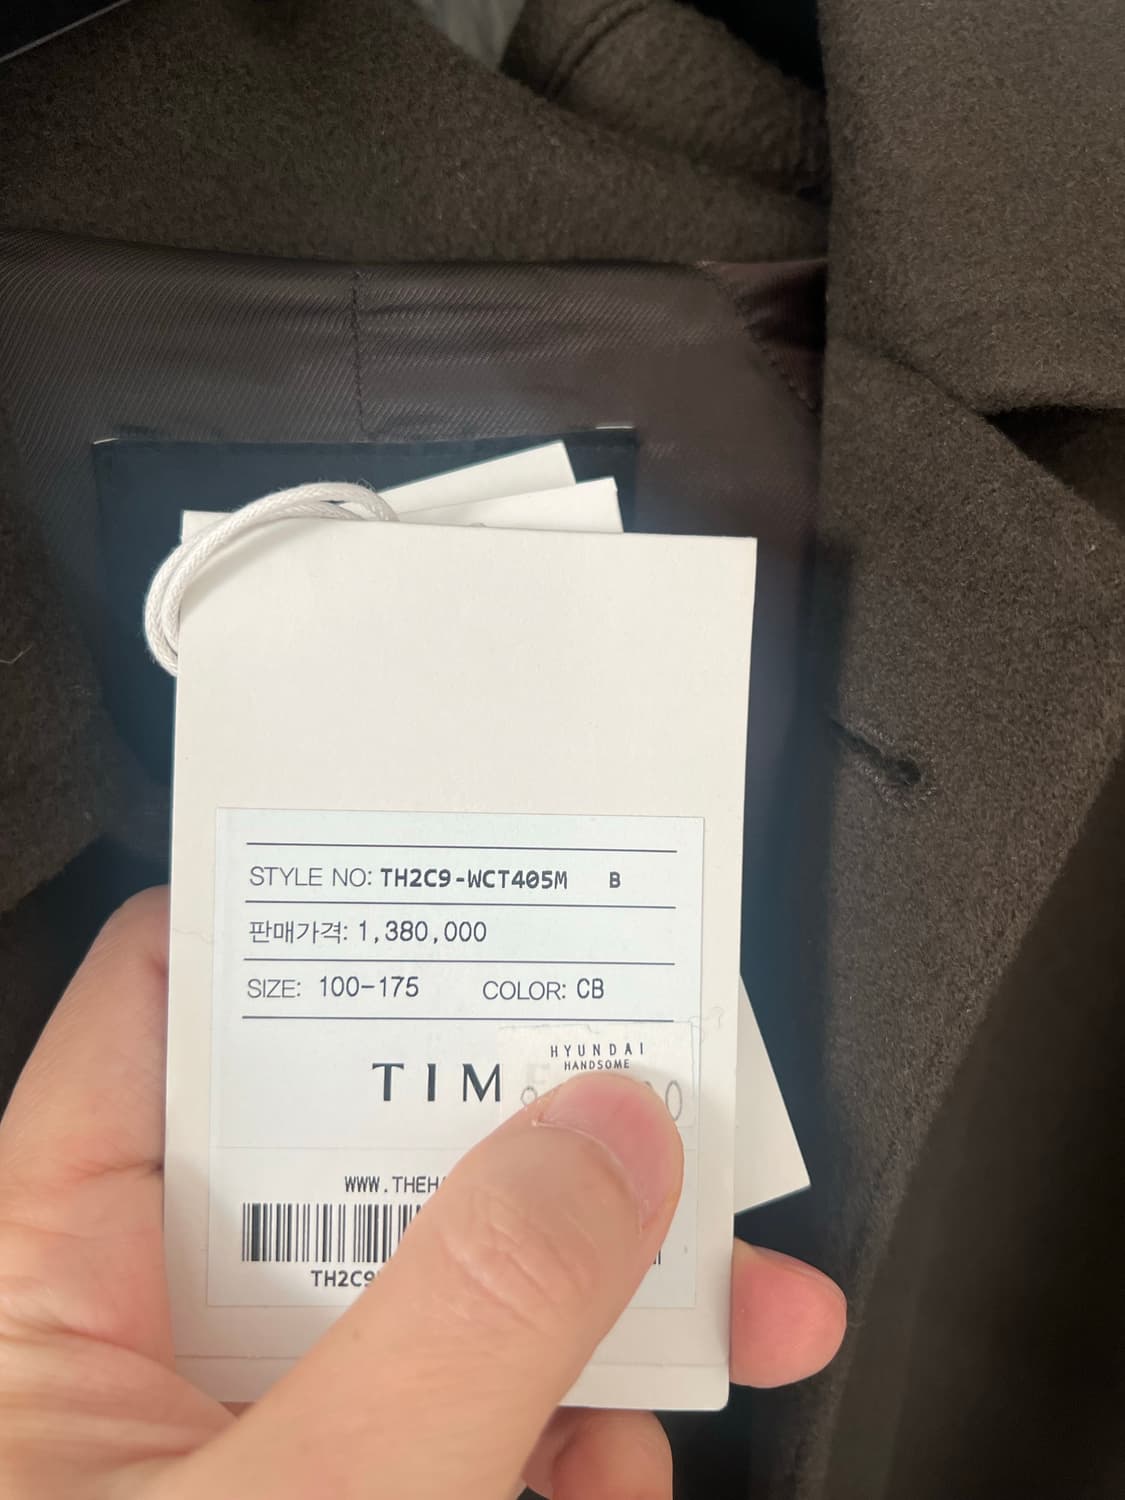 STYLE NO: TH2C9-WCT405M B
판매가격: 1,380,000
SIZE: 100-175 COLOR: CB
HYUNDAI
HANDSOME
TIM